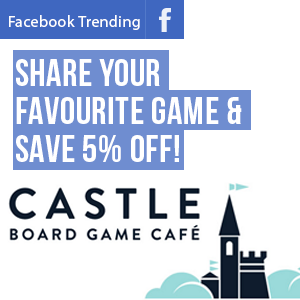 Facebook Trending f
SHARE YOUR
FAVOURITE GAME &
SAVE 5% OFF!
CASTLE
BOARD GAME CAFÉ